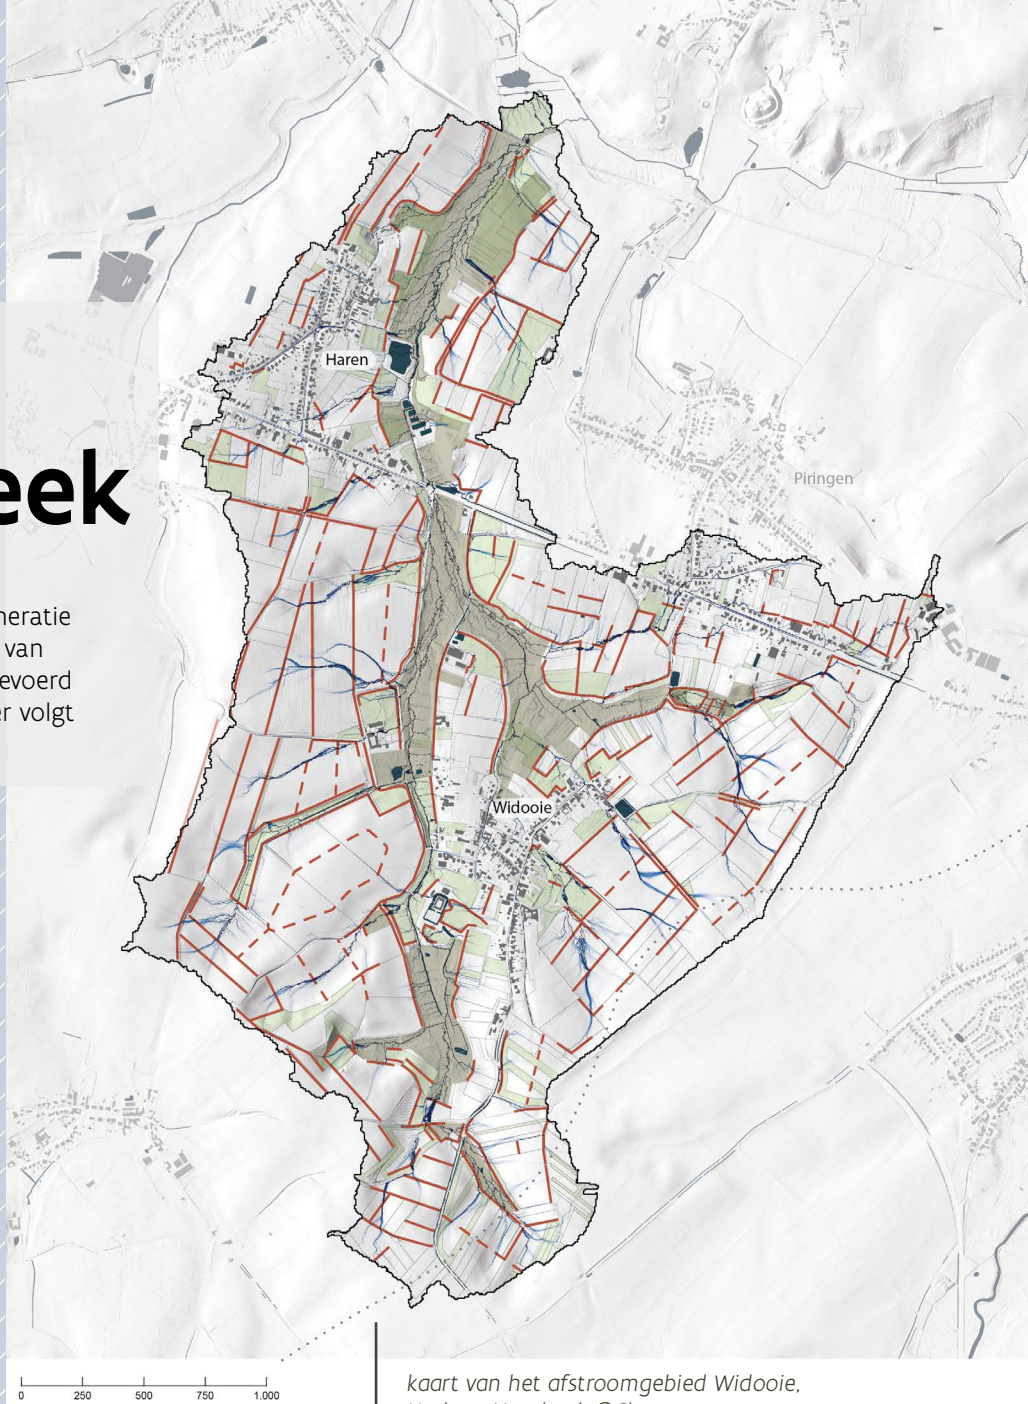 eek
neratie
van
evoerd
er volgt
Haren
Piringen
Widooie
0 250 500 750 1.000
kaart van het afstroomgebied Widooie,